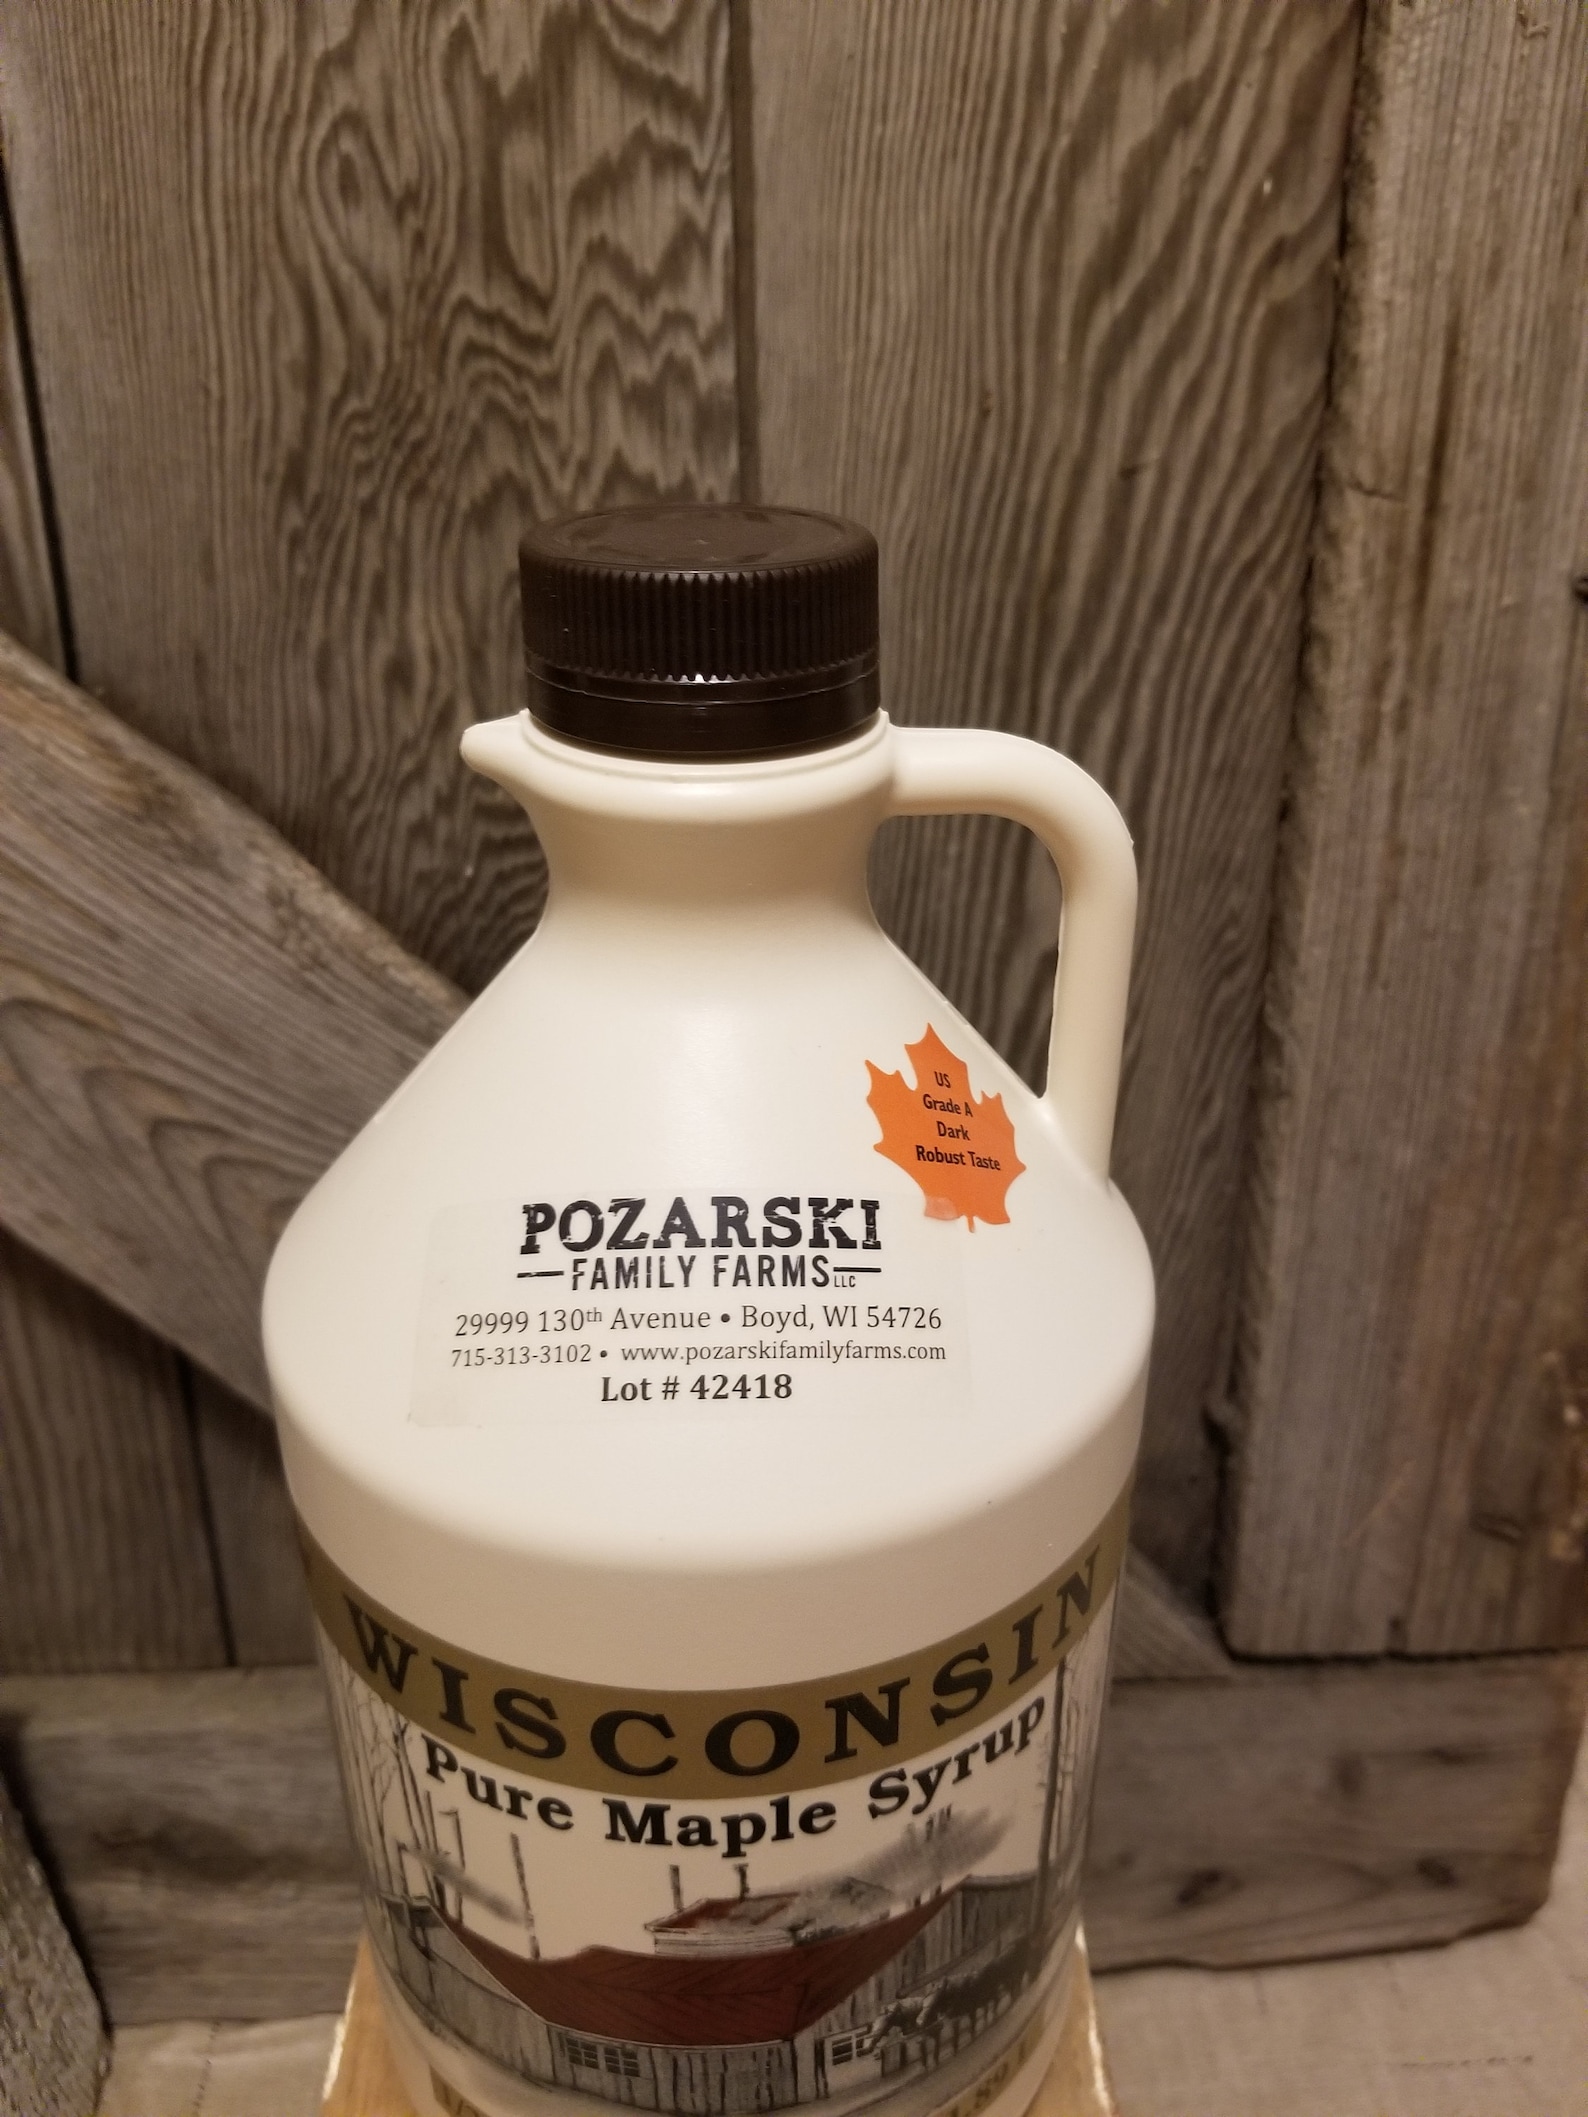 US
Grade A
Dark
Robust Taste
POZARSKI
FAMILY FARMS LLC
29999 130th Avenue • Boyd, WI 54726
715-313-3102 • www.pozarskifamilyfarms.com
Lot # 42418
WISCONSIN
Pure Maple Syrup